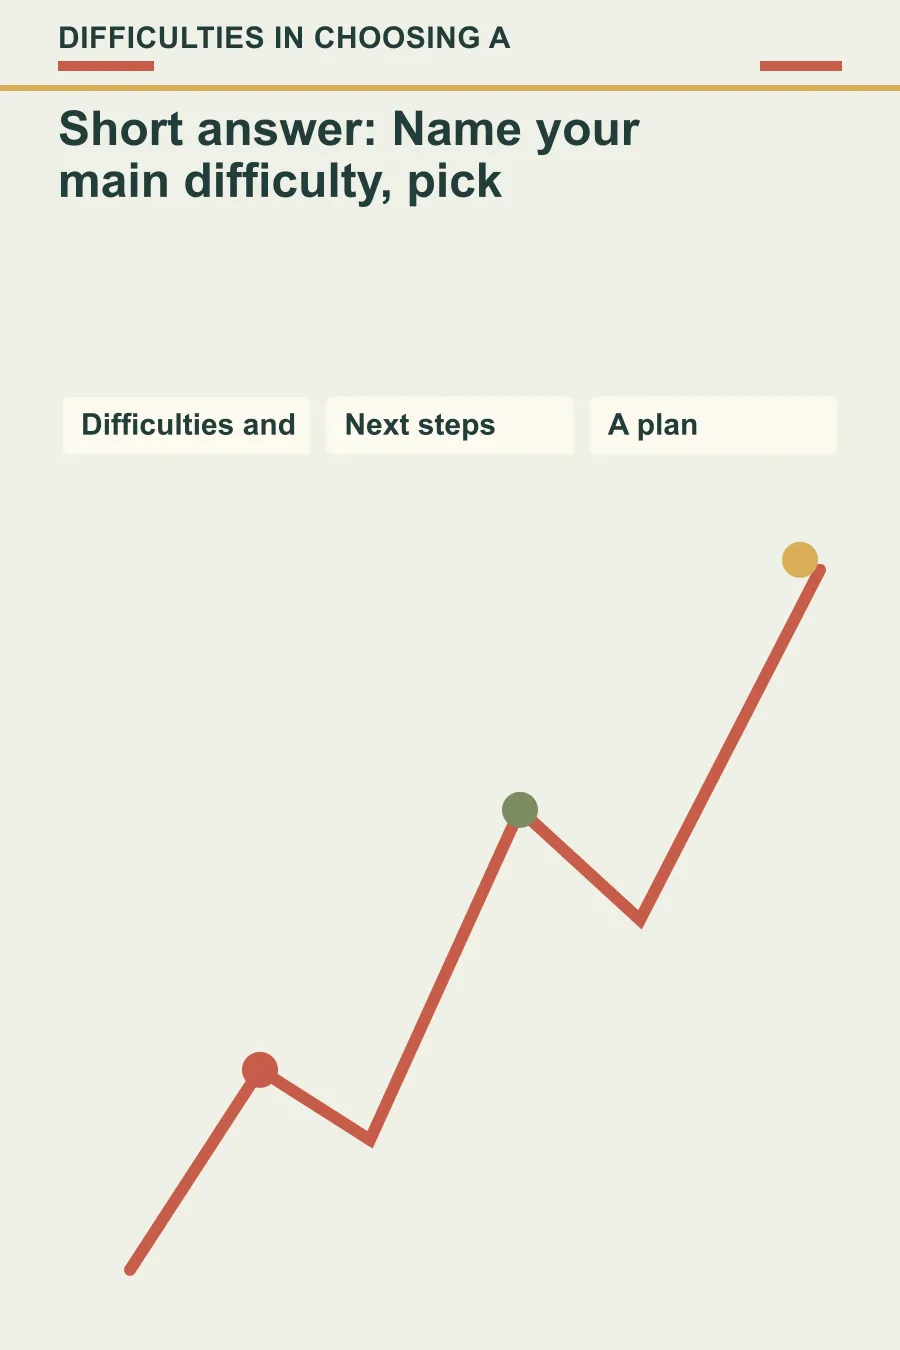 DIFFICULTIES IN CHOOSING A
Short answer: Name your
main difficulty, pick
Difficulties and
Next steps
A plan